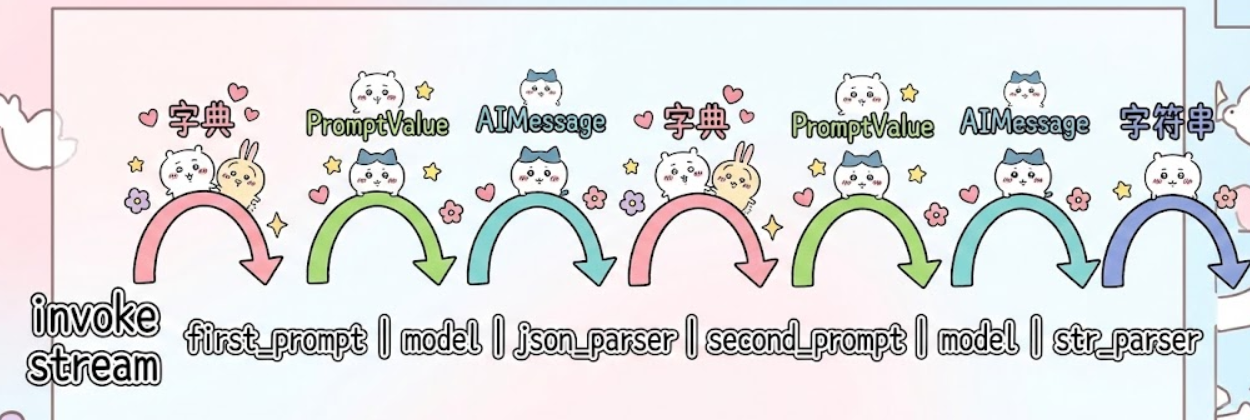 字典 PromptValue AIMessage 字典 PromptValue AIMessage 字符串
invoke
stream
first_prompt | model | json_parser | second_prompt | model | str_parser